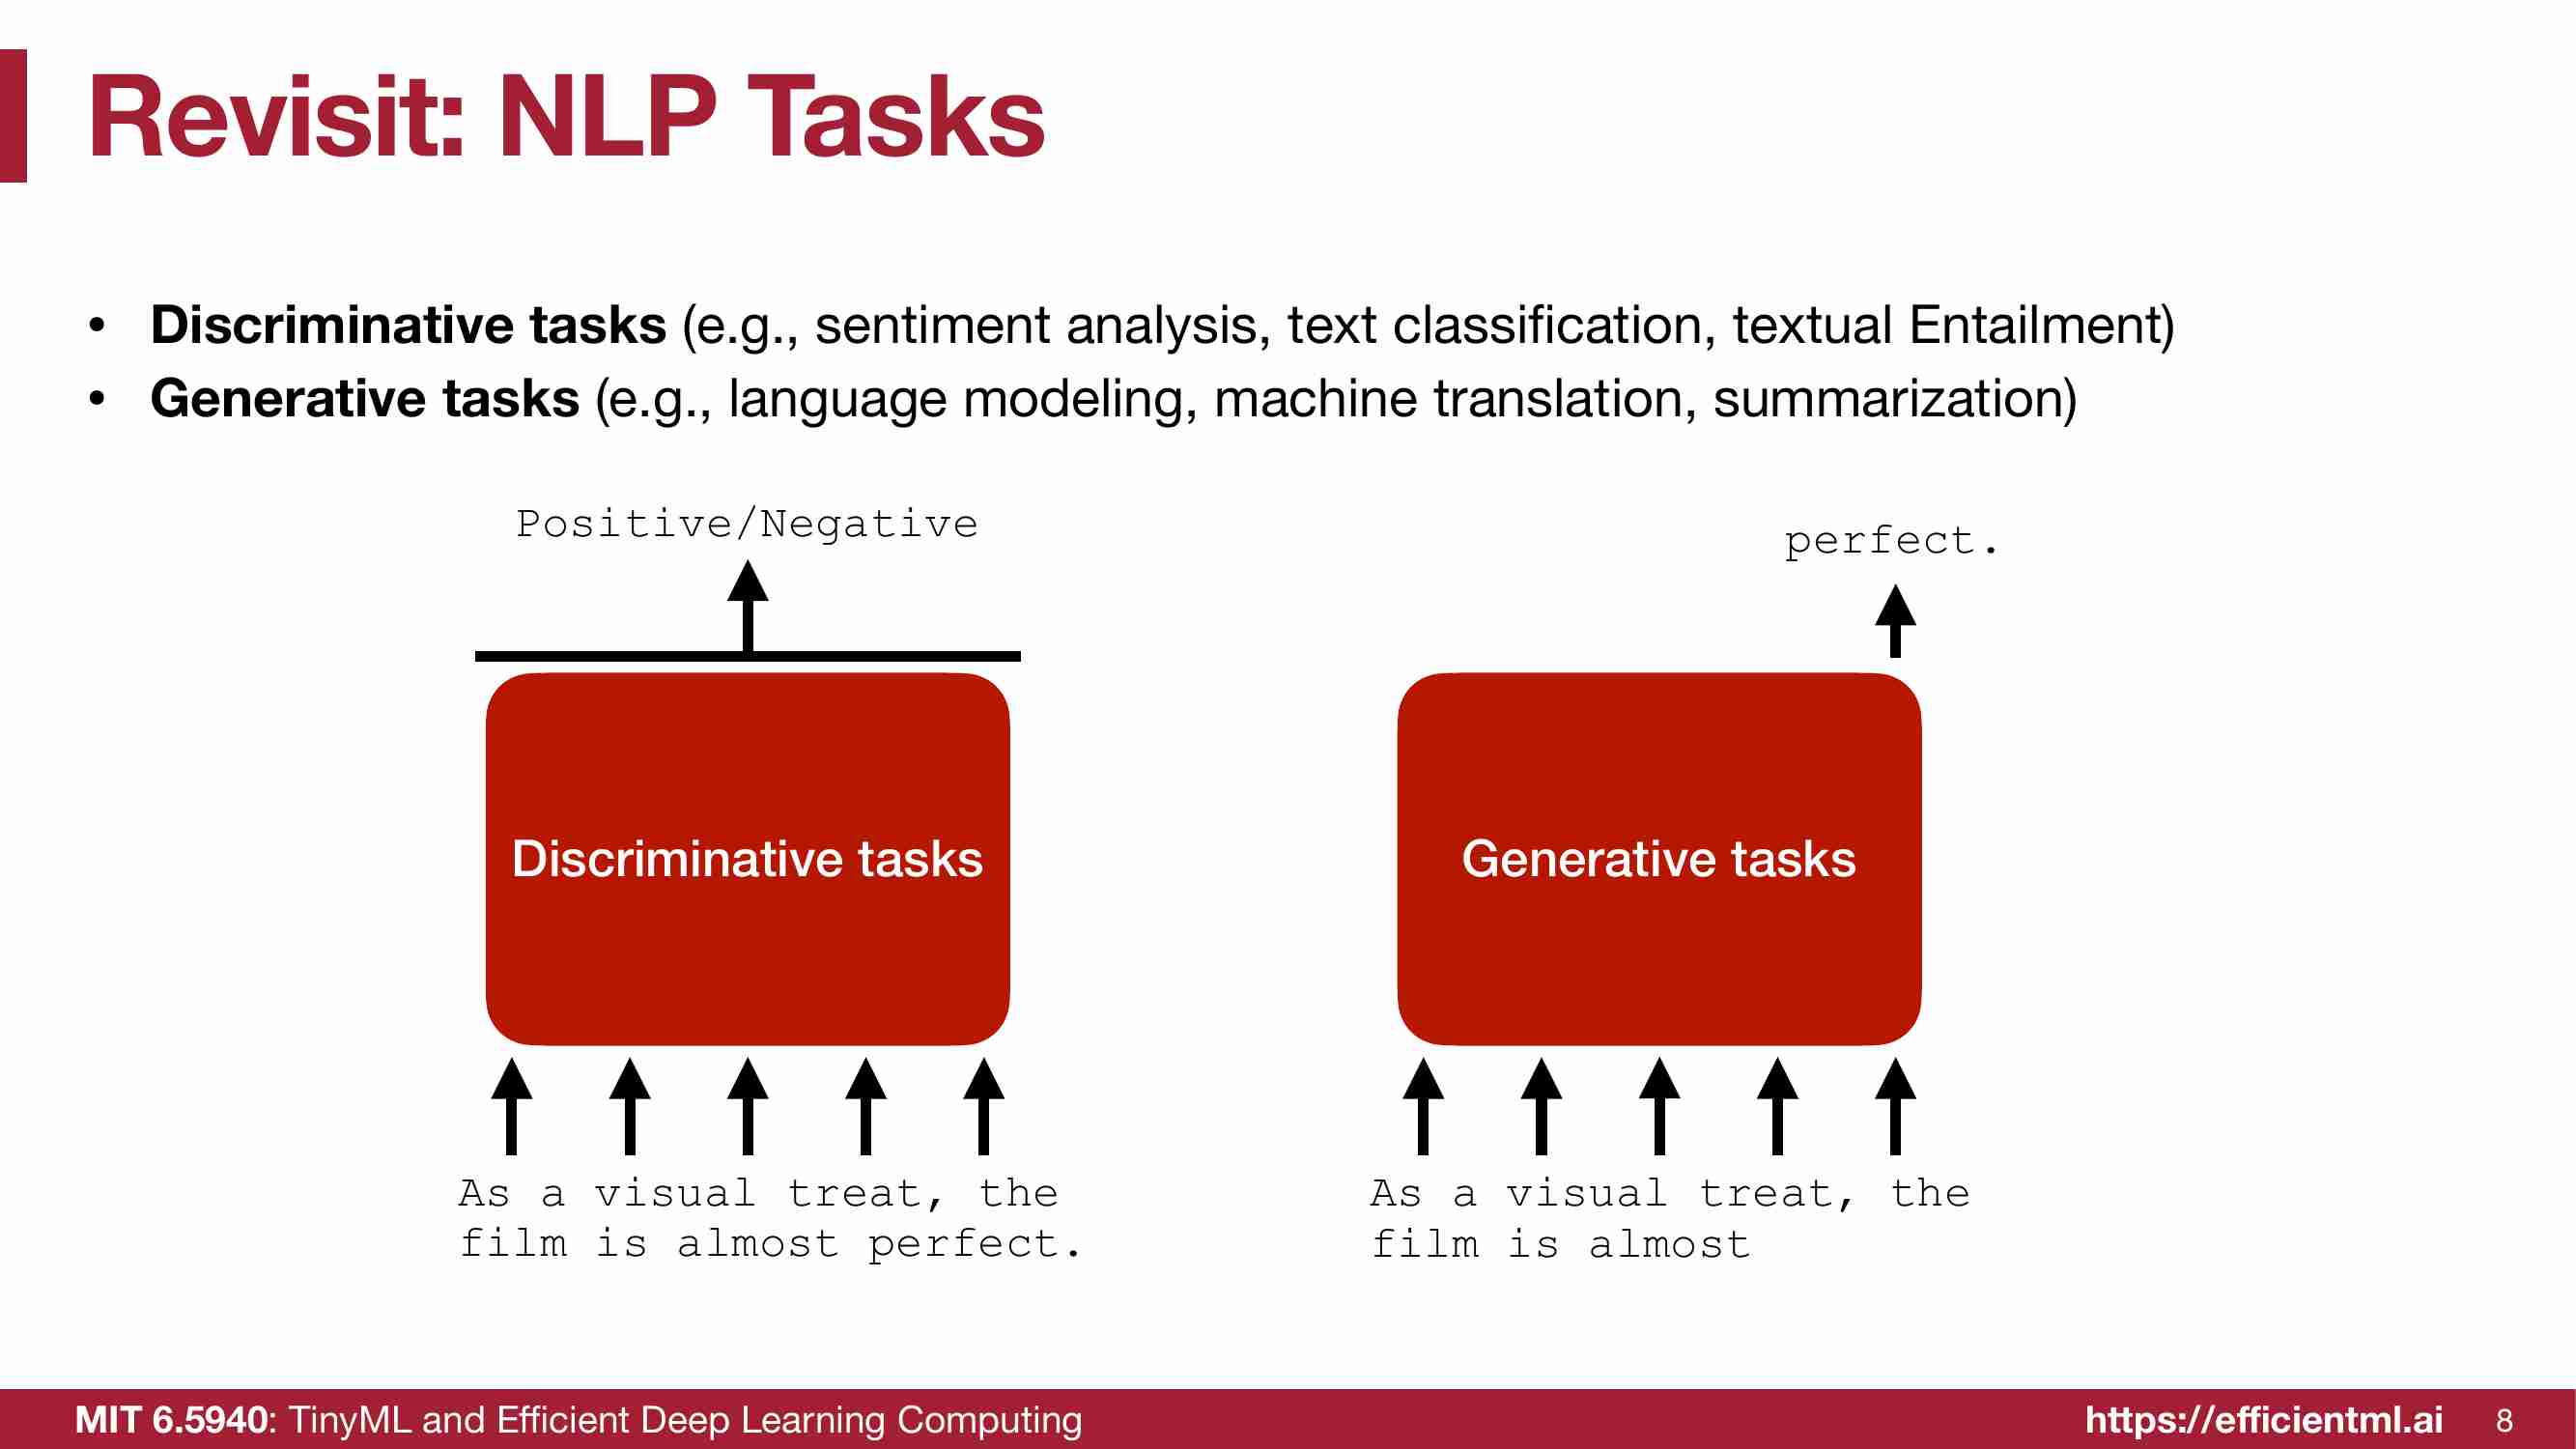 Revisit: NLP Tasks
• Discriminative tasks (e.g., sentiment analysis, text classification, textual Entailment)
• Generative tasks (e.g., language modeling, machine translation, summarization)
Positive/Negative
Discriminative tasks
As a visual treat, the
film is almost perfect.
perfect.
Generative tasks
As a visual treat, the
film is almost
MIT 6.5940: TinyML and Efficient Deep Learning Computing
https://efficientml.ai
8